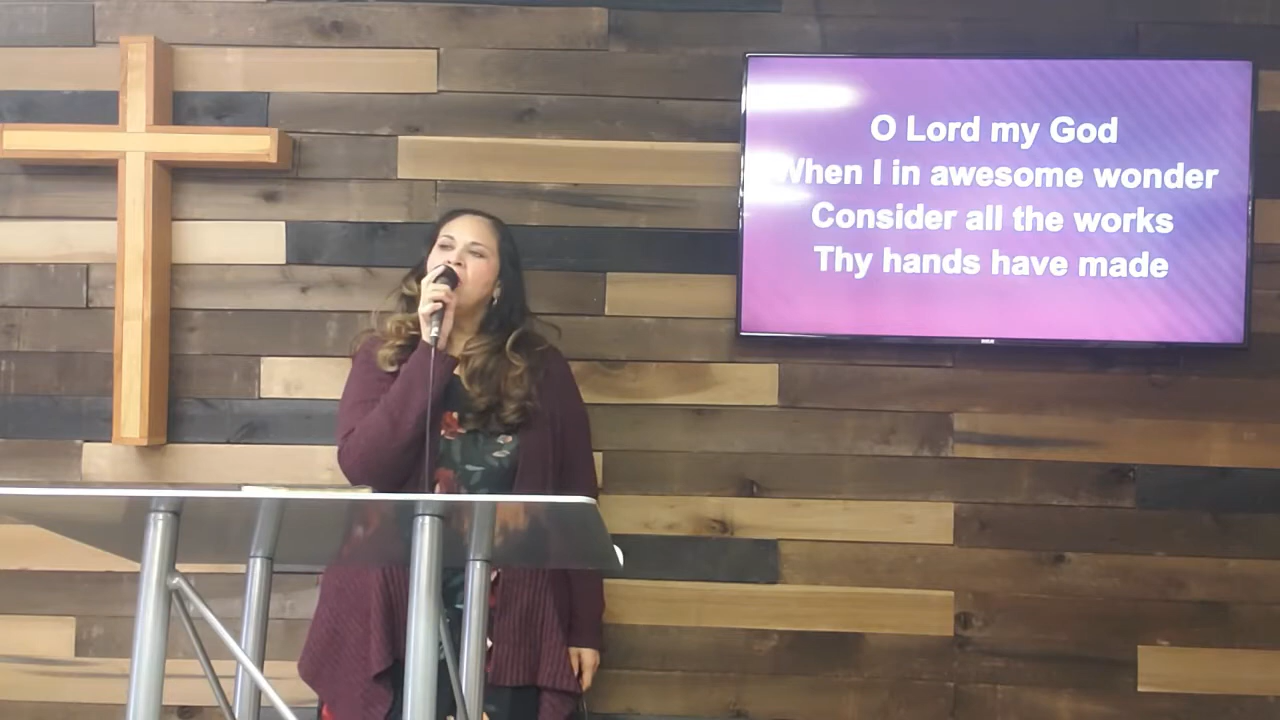 O Lord my God
When I in awesome wonder
Consider all the works
Thy hands have made